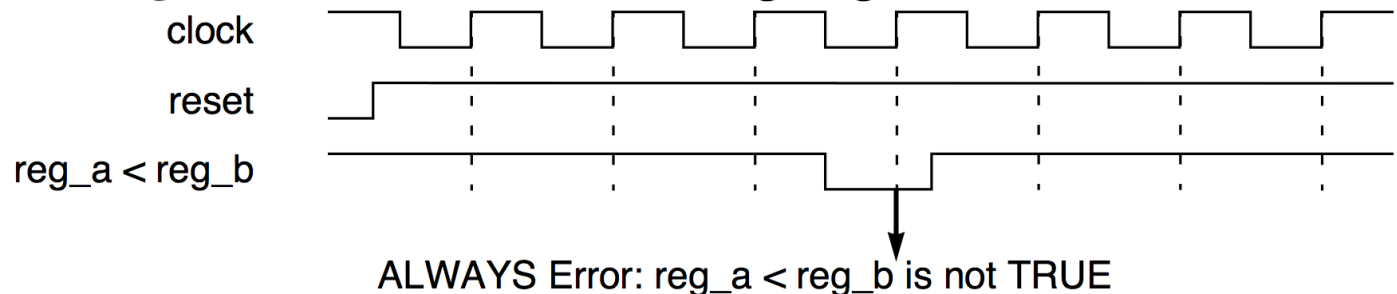 clock
reset
reg_a < reg_b
ALWAYS Error: reg_a < reg_b is not TRUE